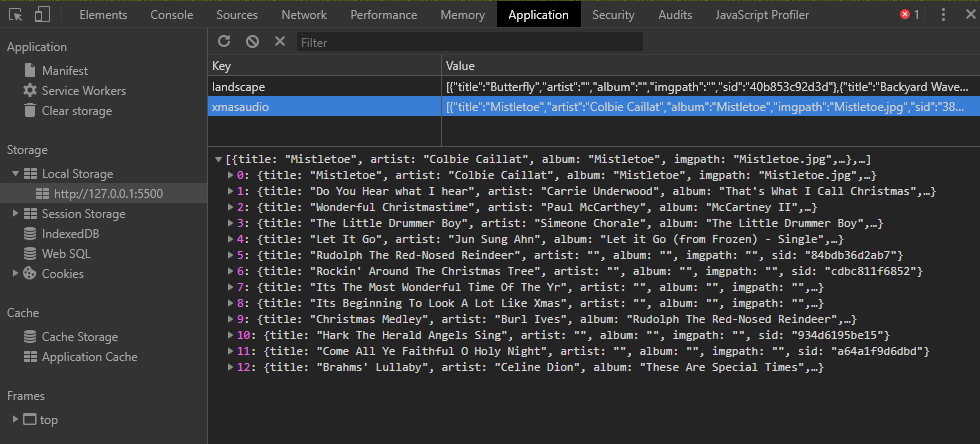 Elements Console Sources Network Performance Memory Application Security Audits JavaScript Profiler 1
Application
Manifest
Service Workers
Clear storage
Storage
Local Storage
http://127.0.0.1:5500
Session Storage
IndexedDB
Web SQL
Cookies
Cache
Cache Storage
Application Cache
Frames
top
Filter
Key Value
landscape [{"title":"Butterfly","artist":"","album":"","imgpath":"","sid":"40b853c92d3d"},{"title":"Backyard Wave...
xmasaudio [{"title":"Mistletoe","artist":"Colbie Caillat","album":"Mistletoe","imgpath":"Mistletoe.jpg","sid":"38...
[{title: "Mistletoe", artist: "Colbie Caillat", album: "Mistletoe", imgpath: "Mistletoe.jpg",…},…]
0: {title: "Mistletoe", artist: "Colbie Caillat", album: "Mistletoe", imgpath: "Mistletoe.jpg",…}
1: {title: "Do You Hear what I hear", artist: "Carrie Underwood", album: "That's What I Call Christmas",…}
2: {title: "Wonderful Christmastime", artist: "Paul McCarthey", album: "McCartney II",…}
3: {title: "The Little Drummer Boy", artist: "Simeone Chorale", album: "The Little Drummer Boy",…}
4: {title: "Let It Go", artist: "Jun Sung Ahn", album: "Let it Go (from Frozen) - Single",…}
5: {title: "Rudolph The Red-Nosed Reindeer", artist: "", album: "", imgpath: "", sid: "84bdb36d2ab7"}
6: {title: "Rockin' Around The Christmas Tree", artist: "", album: "", imgpath: "", sid: "cdbc811f6852"}
7: {title: "Its The Most Wonderful Time Of The Yr", artist: "", album: "", imgpath: "",…}
8: {title: "Its Beginning To Look A Lot Like Xmas", artist: "", album: "", imgpath: "",…}
9: {title: "Christmas Medley", artist: "Burl Ives", album: "Rudolph The Red-Nosed Reindeer",…}
10: {title: "Hark The Herald Angels Sing", artist: "", album: "", imgpath: "", sid: "934d6195be15"}
11: {title: "Come All Ye Faithful O Holy Night", artist: "", album: "", imgpath: "", sid: "a64a1f9d6dbd"}
12: {title: "Brahms' Lullaby", artist: "Celine Dion", album: "These Are Special Times",…}